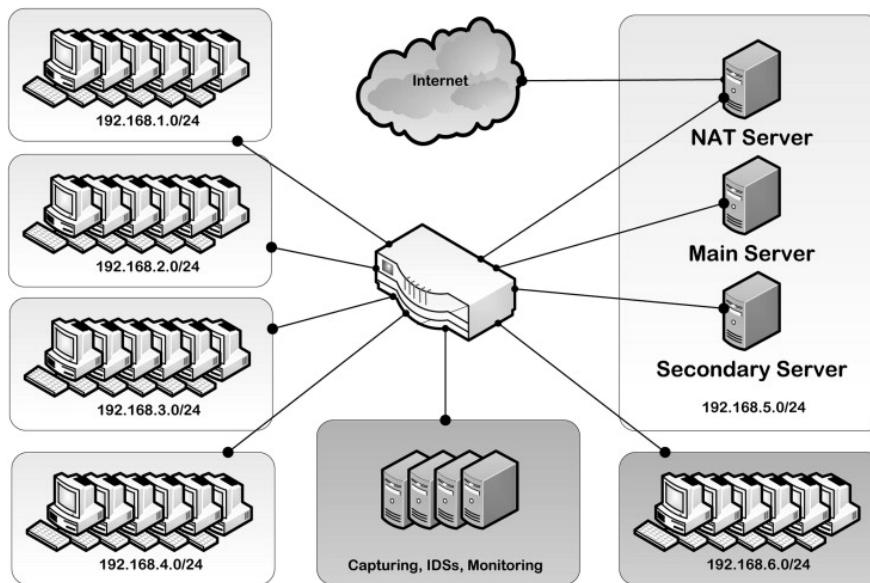 192.168.1.0/24
Internet
NAT Server
192.168.2.0/24
Main Server
192.168.3.0/24
Secondary Server
192.168.5.0/24
192.168.4.0/24
Capturing, IDSs, Monitoring
192.168.6.0/24